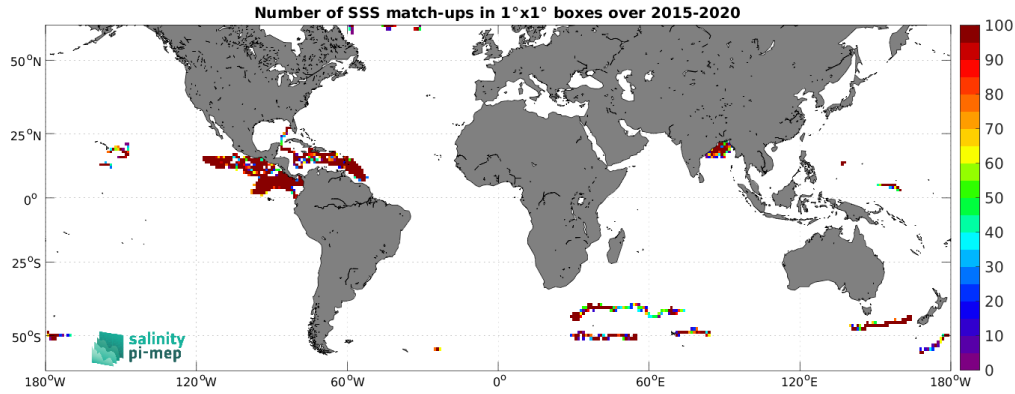 Number of SSS match-ups in 1°x1° boxes over 2015-2020
50°N
25°N
0°
25°S
50°S
180°W
120°W
60°W
0°
60°E
120°E
180°W
100
90
80
70
60
50
40
30
20
10
0
salinity
pi-mep